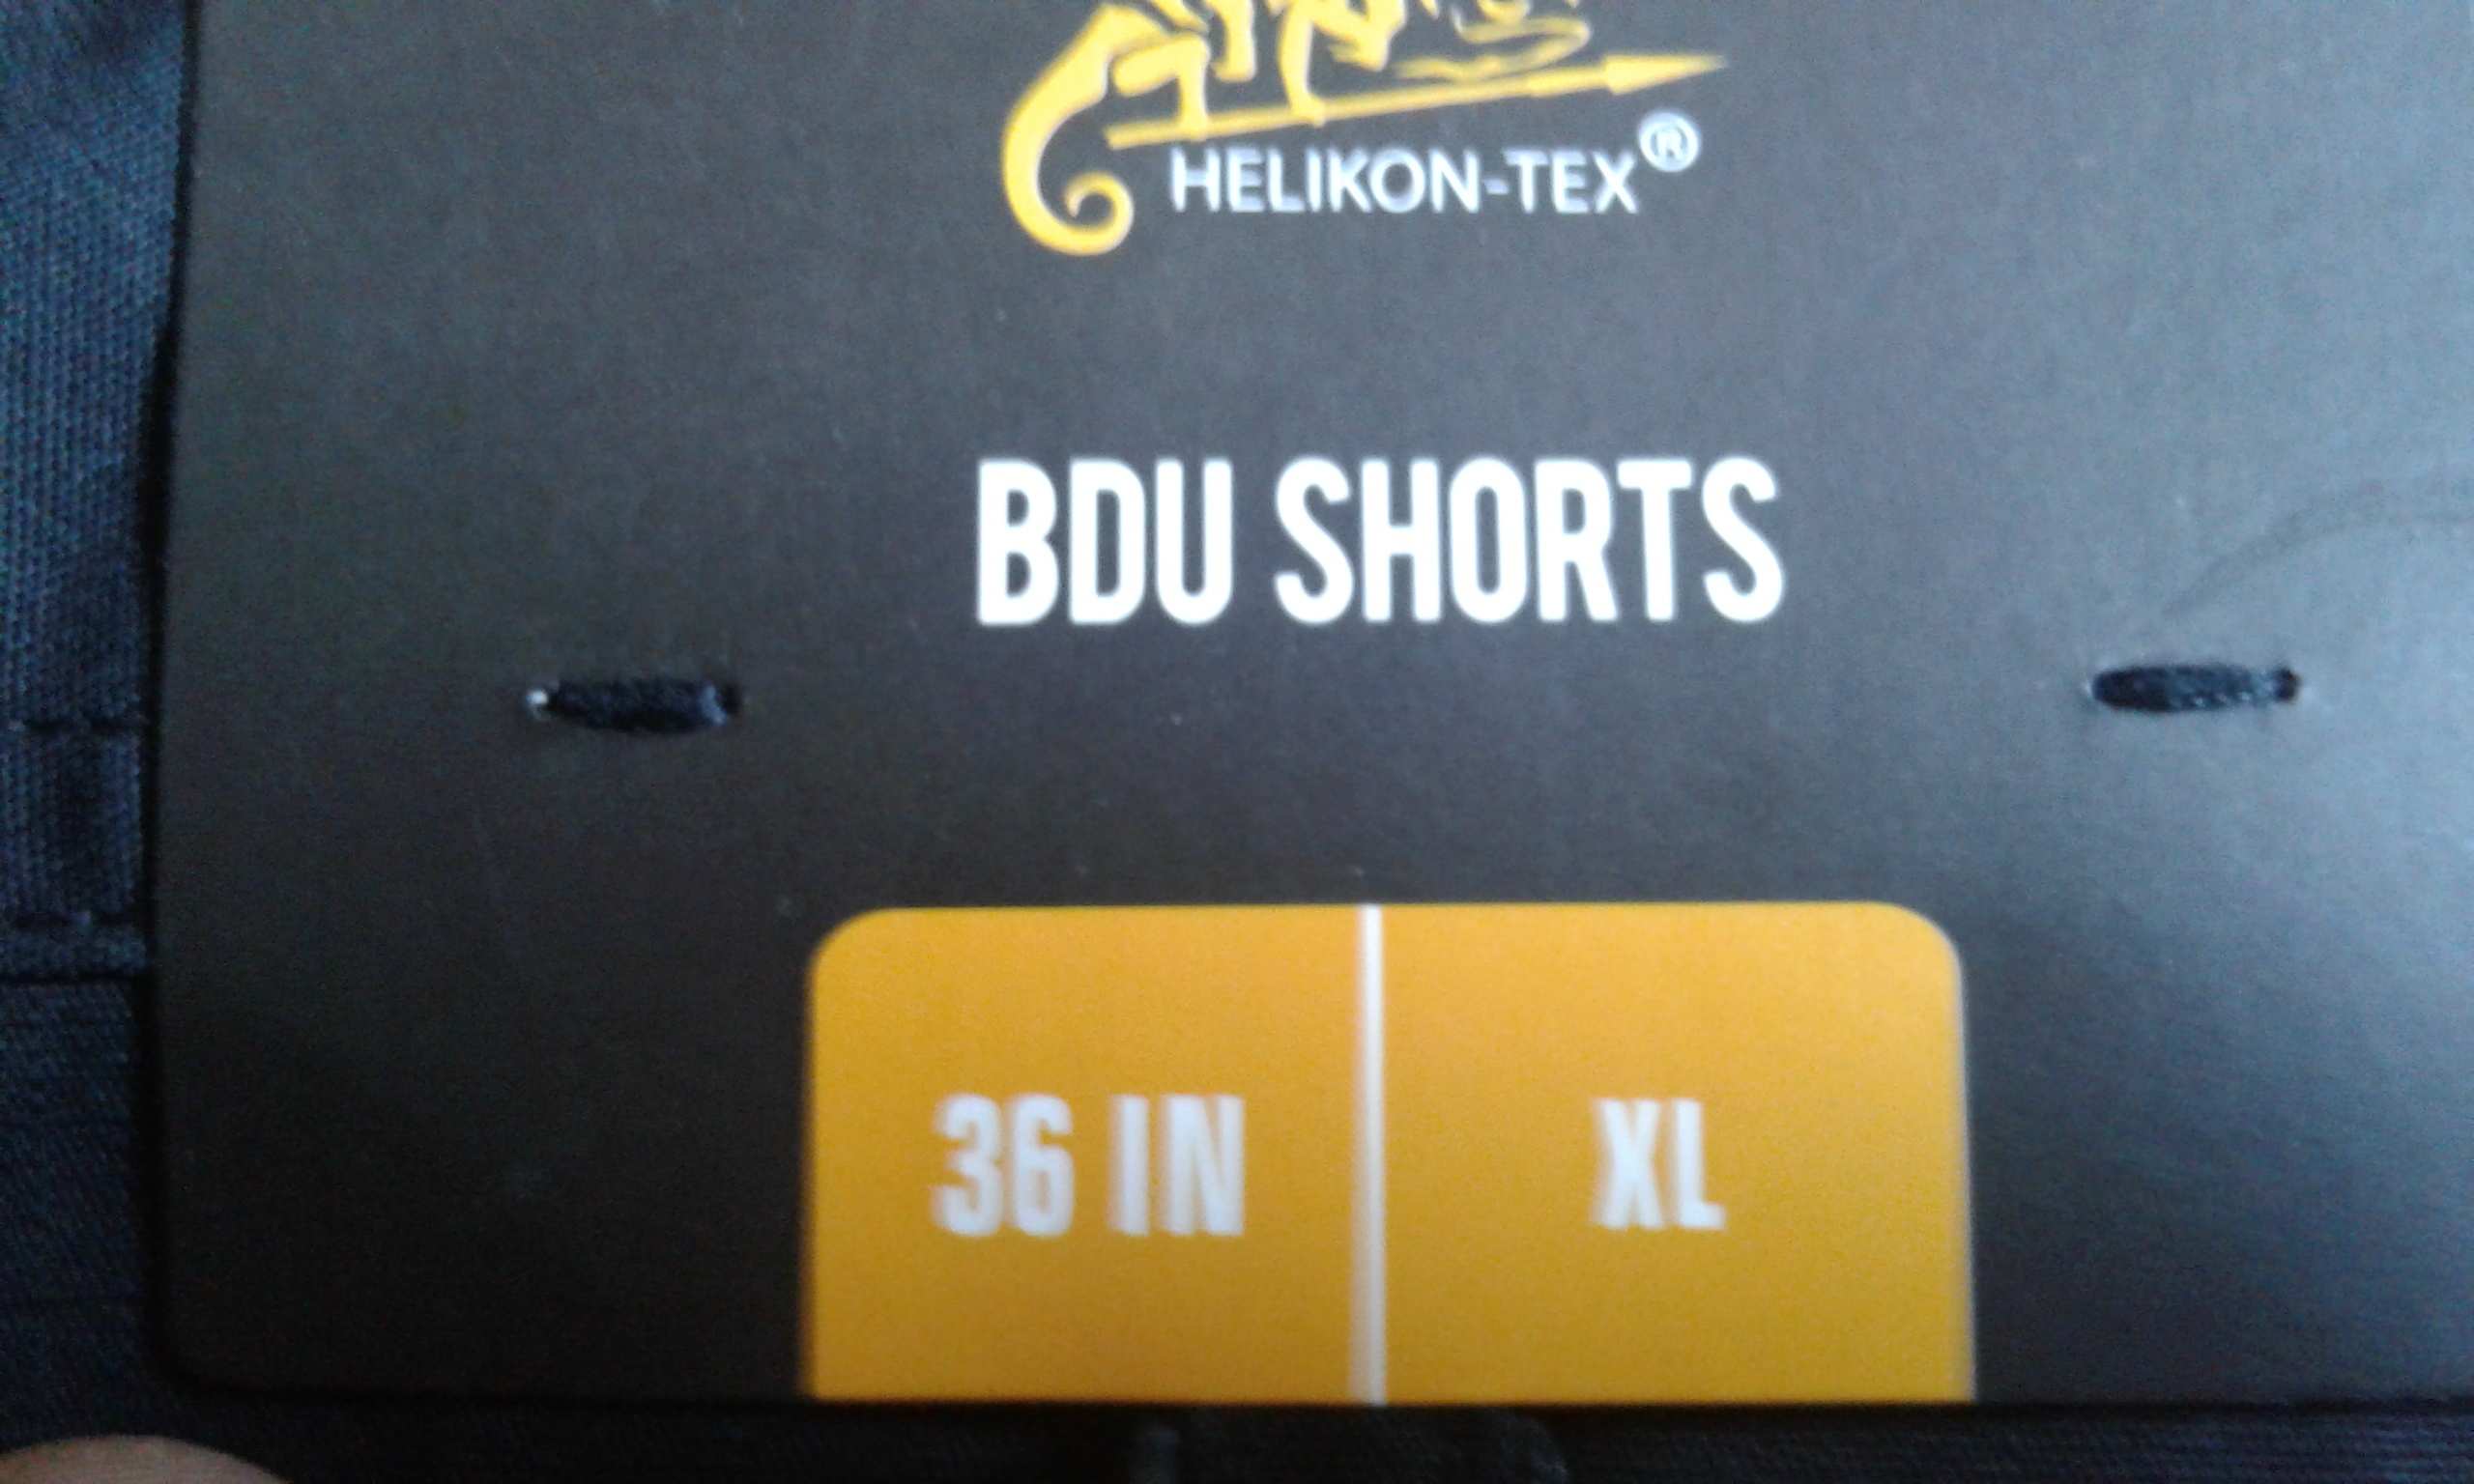 HELIKON-TEX®
BDU SHORTS
36 IN XL